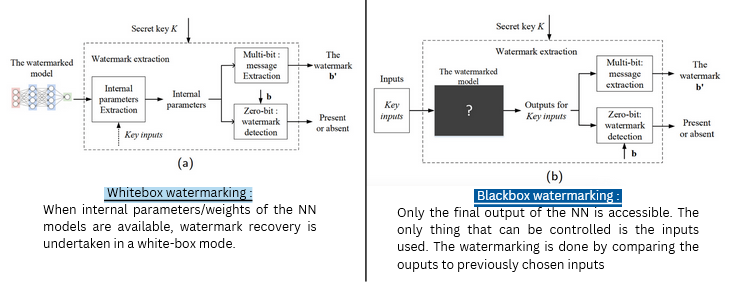 Secret key K
Watermark extraction
The watermarked
model
Internal
parameters
Extraction
Internal
parameters
Key inputs
Multi-bit :
message
Extraction
b
Zero-bit :
watermark
detection
The
watermark
b'
Present
or absent
(a)
Whitebox watermarking :
When internal parameters/weights of the NN
models are available, watermark recovery is
undertaken in a white-box mode.
Secret key K
Watermark extraction
Inputs
Key
inputs
The watermarked
model
?
Outputs for
Key inputs
Multi-bit:
message
extraction
Zero-bit:
watermark
detection
b
The
watermark
b'
Present
or absent
(b)
Blackbox watermarking :
Only the final output of the NN is accessible. The
only thing that can be controlled is the inputs
used. The watermarking is done by comparing the
ouputs to previously chosen inputs